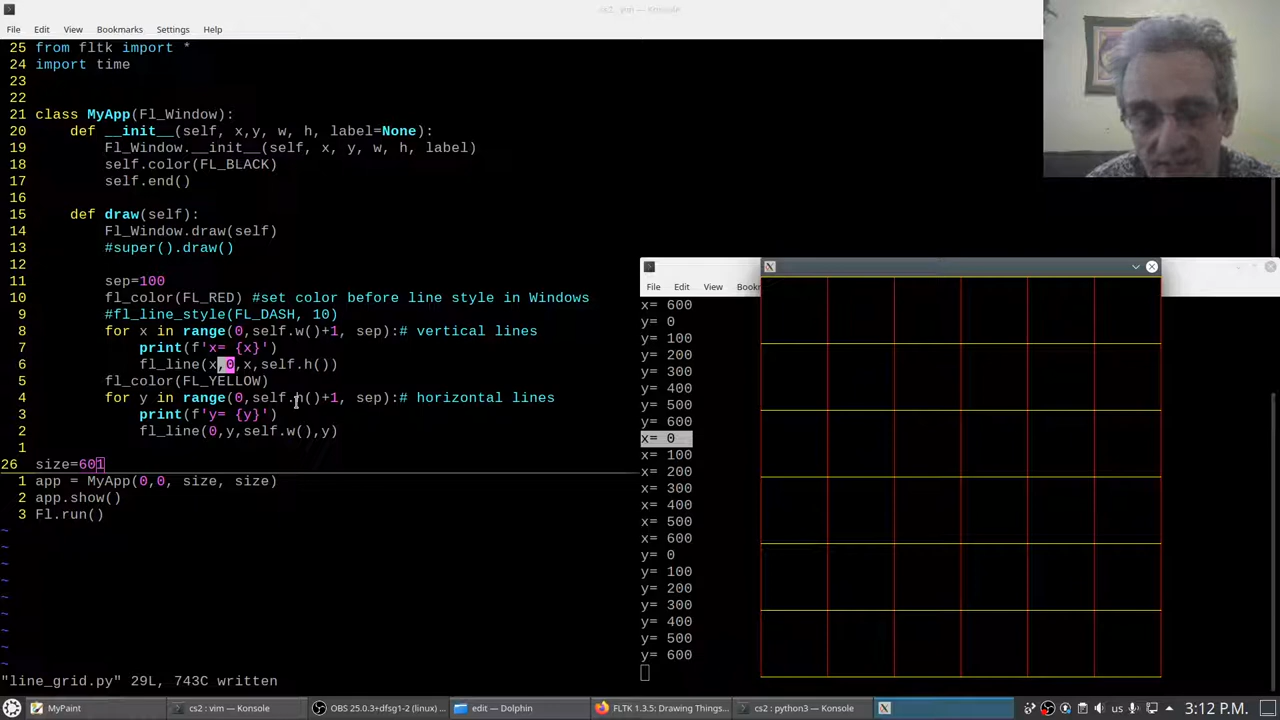 cs2 : vim — Konsole
File Edit View Bookmarks Settings Help
25 from fltk import *
24 import time
23
22
21 class MyApp(Fl_Window):
20 def __init__(self, x,y, w, h, label=None):
19 Fl_Window.__init__(self, x, y, w, h, label)
18 self.color(FL_BLACK)
17 self.end()
16
15 def draw(self):
14 Fl_Window.draw(self)
13 #super().draw()
12
11 sep=100
10 fl_color(FL_RED) #set color before line style in Windows
9 #fl_line_style(FL_DASH, 10)
8 for x in range(0,self.w()+1, sep):# vertical lines
7 print(f'x= {x}')
6 fl_line(x,0,x,self.h())
5 fl_color(FL_YELLOW)
4 for y in range(0,self.h()+1, sep):# horizontal lines
3 print(f'y= {y}')
2 fl_line(0,y,self.w(),y)
1
26 size=601
1 app = MyApp(0,0, size, size)
2 app.show()
3 Fl.run()
~
~
~
~
~
~
~
~
~
"line_grid.py" 29L, 743C written
File Edit View Bookm
x= 600
y= 0
y= 100
y= 200
y= 300
y= 400
y= 500
y= 600
x= 0
x= 100
x= 200
x= 300
x= 400
x= 500
x= 600
y= 0
y= 100
y= 200
y= 300
y= 400
y= 500
y= 600
MyPaint
cs2 : vim — Konsole
OBS 25.0.3+dfsg1-2 (linux) ...
edit — Dolphin
FLTK 1.3.5: Drawing Things...
cs2 : python3 — Konsole
us
3:12 P.M.